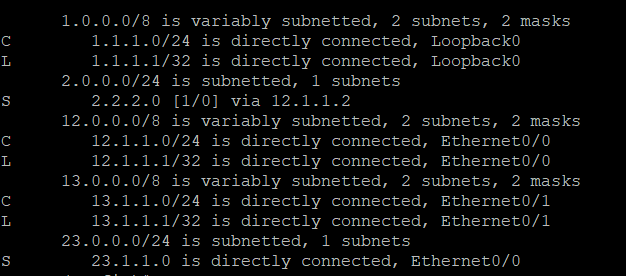 1.0.0.0/8 is variably subnetted, 2 subnets, 2 masks
C 1.1.1.0/24 is directly connected, Loopback0
L 1.1.1.1/32 is directly connected, Loopback0
2.0.0.0/24 is subnetted, 1 subnets
S 2.2.2.0 [1/0] via 12.1.1.2
12.0.0.0/8 is variably subnetted, 2 subnets, 2 masks
C 12.1.1.0/24 is directly connected, Ethernet0/0
L 12.1.1.1/32 is directly connected, Ethernet0/0
13.0.0.0/8 is variably subnetted, 2 subnets, 2 masks
C 13.1.1.0/24 is directly connected, Ethernet0/1
L 13.1.1.1/32 is directly connected, Ethernet0/1
23.0.0.0/24 is subnetted, 1 subnets
S 23.1.1.0 is directly connected, Ethernet0/0